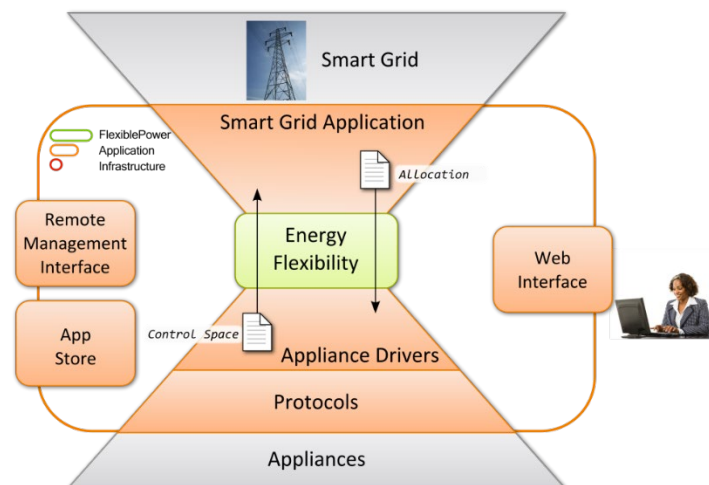 Smart Grid
Smart Grid Application
FlexiblePower
Application
Infrastructure
Allocation
Remote
Management
Interface
Energy
Flexibility
Web
Interface
App
Store
Control Space
Appliance Drivers
Protocols
Appliances